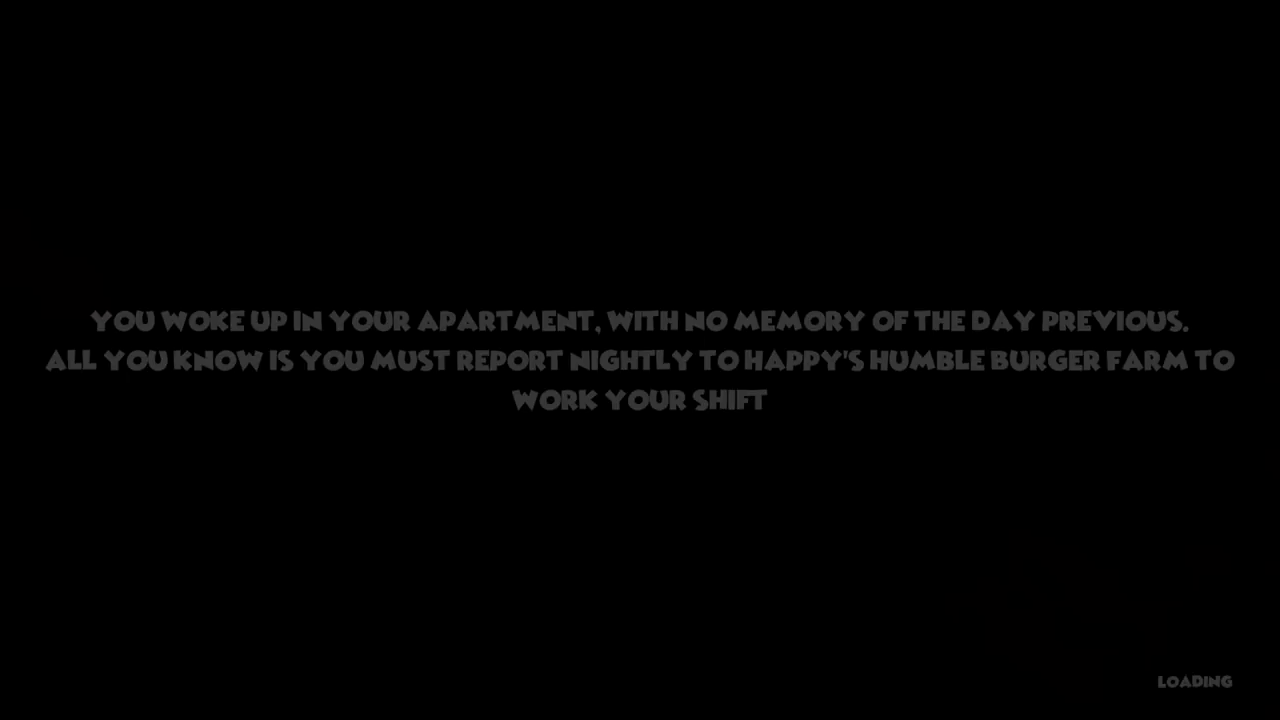 YOU WOKE UP IN YOUR APARTMENT, WITH NO MEMORY OF THE DAY PREVIOUS.
ALL YOU KNOW IS YOU MUST REPORT NIGHTLY TO HAPPY'S HUMBLE BURGER FARM TO
WORK YOUR SHIFT
LOADING